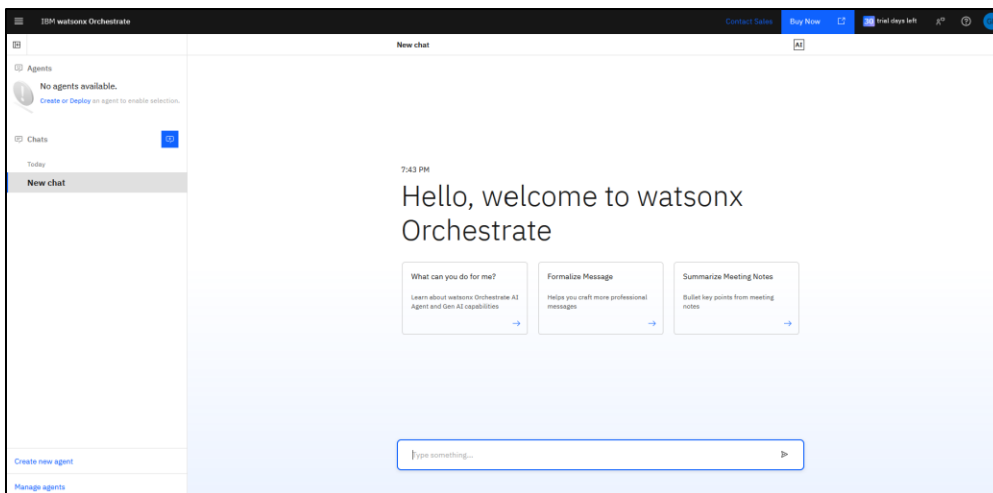 IBM watsonx Orchestrate
Contact Sales
Buy Now
30 trial days left
New chat
AI
Agents
No agents available.
Create or Deploy an agent to enable selection.
Chats
Today
New chat
7:43 PM
Hello, welcome to watsonx
Orchestrate
What can you do for me?
Learn about watsonx Orchestrate AI
Agent and Gen AI capabilities
Formalize Message
Helps you craft more professional
messages
Summarize Meeting Notes
Bullet key points from meeting
notes
Type something...
Create new agent
Manage agents